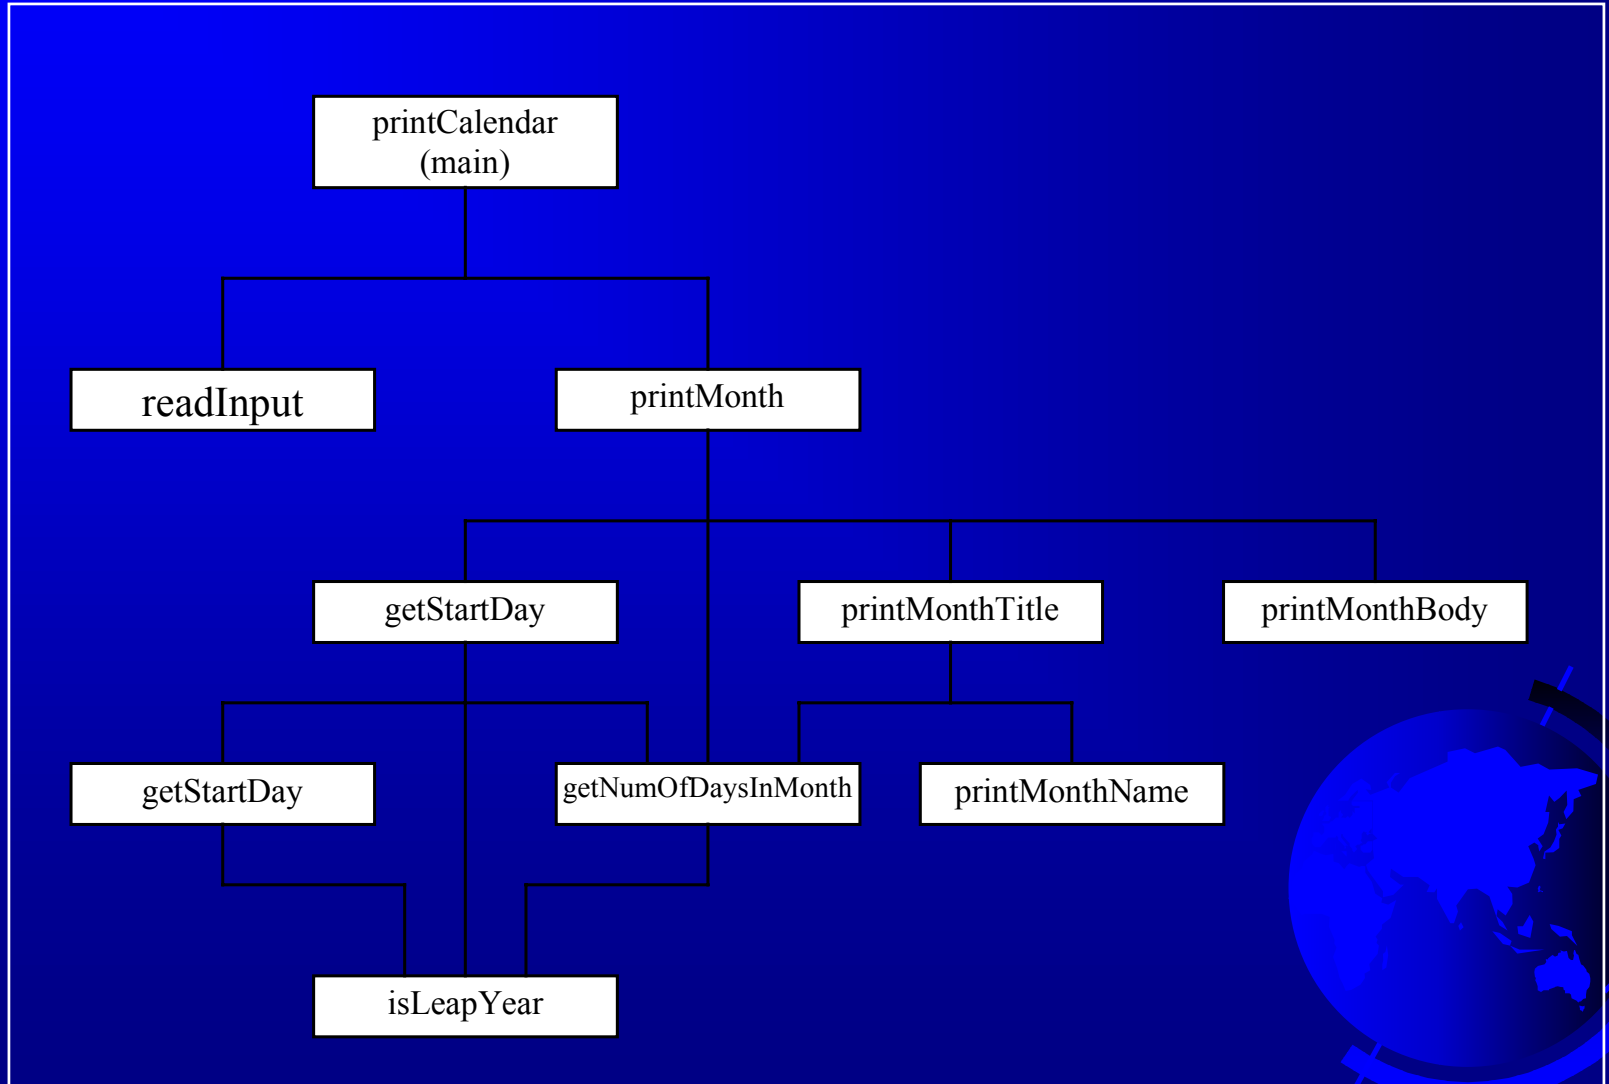 printCalendar
(main)
readInput
printMonth
getStartDay
printMonthTitle
printMonthBody
getStartDay
getNumOfDaysInMonth
printMonthName
isLeapYear